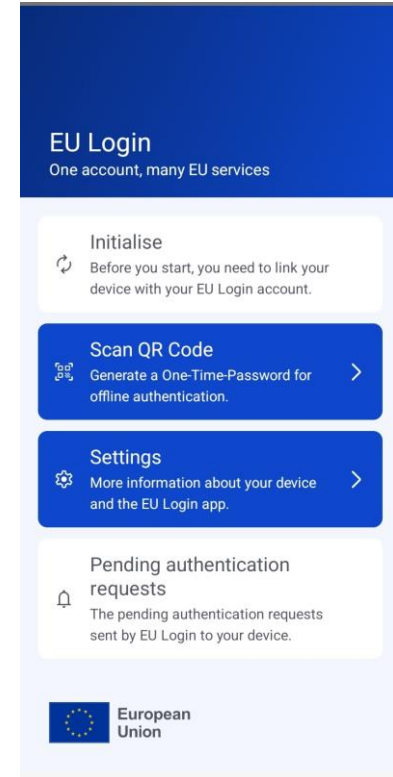 EU Login
One account, many EU services
Initialise
Before you start, you need to link your
device with your EU Login account.
Scan QR Code
Generate a One-Time-Password for
offline authentication.
Settings
More information about your device
and the EU Login app.
Pending authentication
requests
The pending authentication requests
sent by EU Login to your device.
European
Union